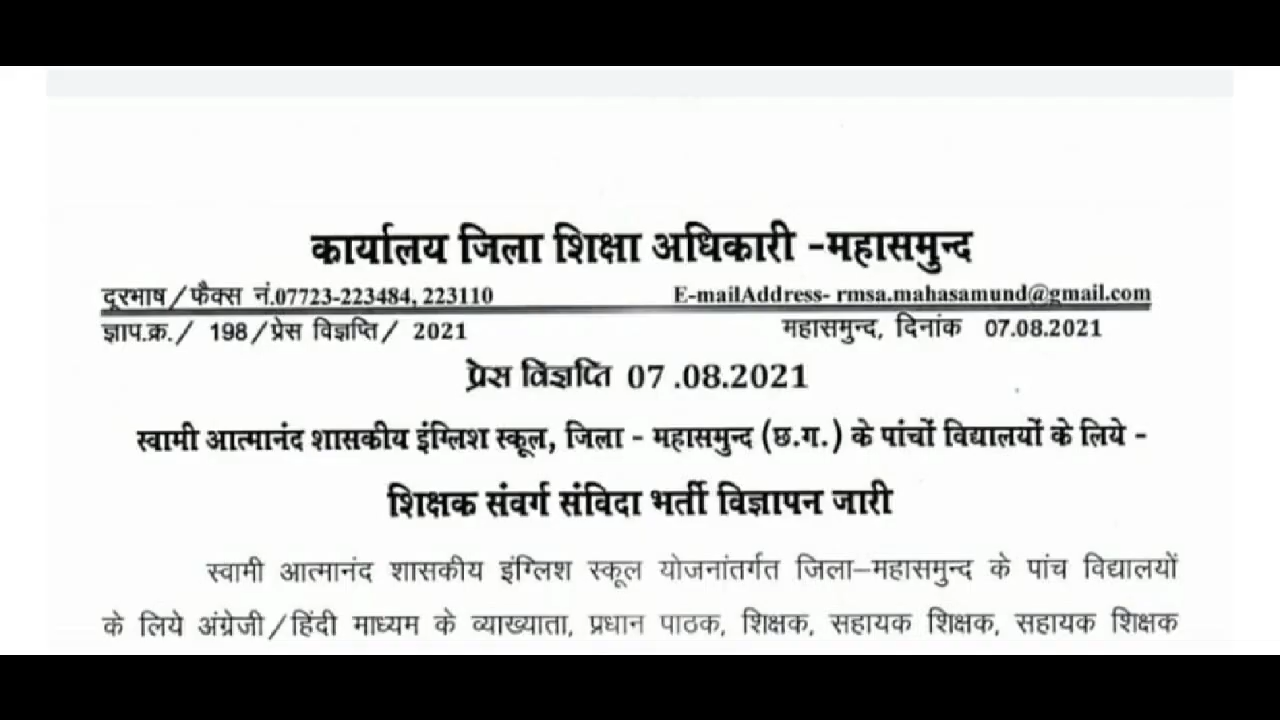 कार्यालय जिला शिक्षा अधिकारी -महासमुन्द
दूरभाष/फैक्स नं.07723-223484, 223110 E-mailAddress- rmsa.mahasamund@gmail.com
ज्ञाप.क्र./ 198/प्रेस विज्ञप्ति/ 2021 महासमुन्द, दिनांक 07.08.2021
प्रेस विज्ञप्ति 07 .08.2021
स्वामी आत्मानंद शासकीय इंग्लिश स्कूल, जिला - महासमुन्द (छ.ग.) के पांचों विद्यालयों के लिये -
शिक्षक संवर्ग संविदा भर्ती विज्ञापन जारी
स्वामी आत्मानंद शासकीय इंग्लिश स्कूल योजनांतर्गत जिला–महासमुन्द के पांच विद्यालयों
के लिये अंग्रेजी/हिंदी माध्यम के व्याख्याता, प्रधान पाठक, शिक्षक, सहायक शिक्षक, सहायक शिक्षक